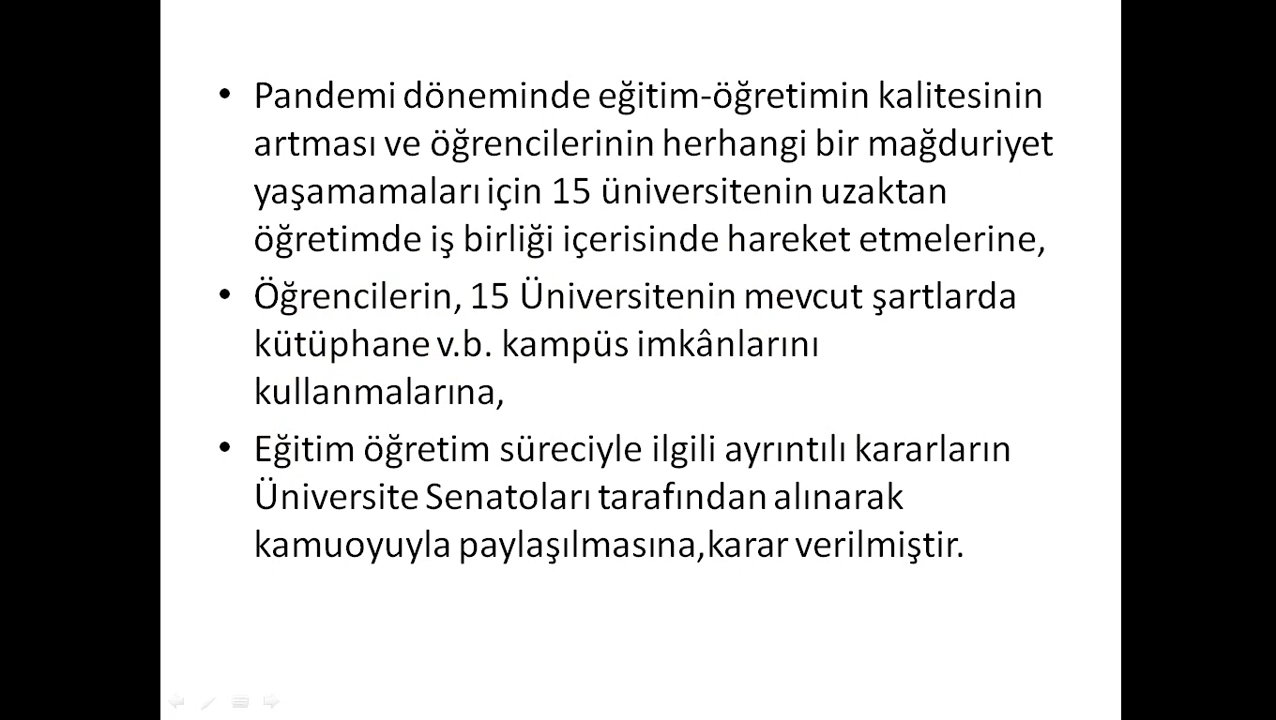 • Pandemi döneminde eğitim-öğretimin kalitesinin
artması ve öğrencilerinin herhangi bir mağduriyet
yaşamamaları için 15 üniversitenin uzaktan
öğretimde iş birliği içerisinde hareket etmelerine,
• Öğrencilerin, 15 Üniversitenin mevcut şartlarda
kütüphane v.b. kampüs imkânlarını
kullanmalarına,
• Eğitim öğretim süreciyle ilgili ayrıntılı kararların
Üniversite Senatoları tarafından alınarak
kamuoyuyla paylaşılmasına,karar verilmiştir.